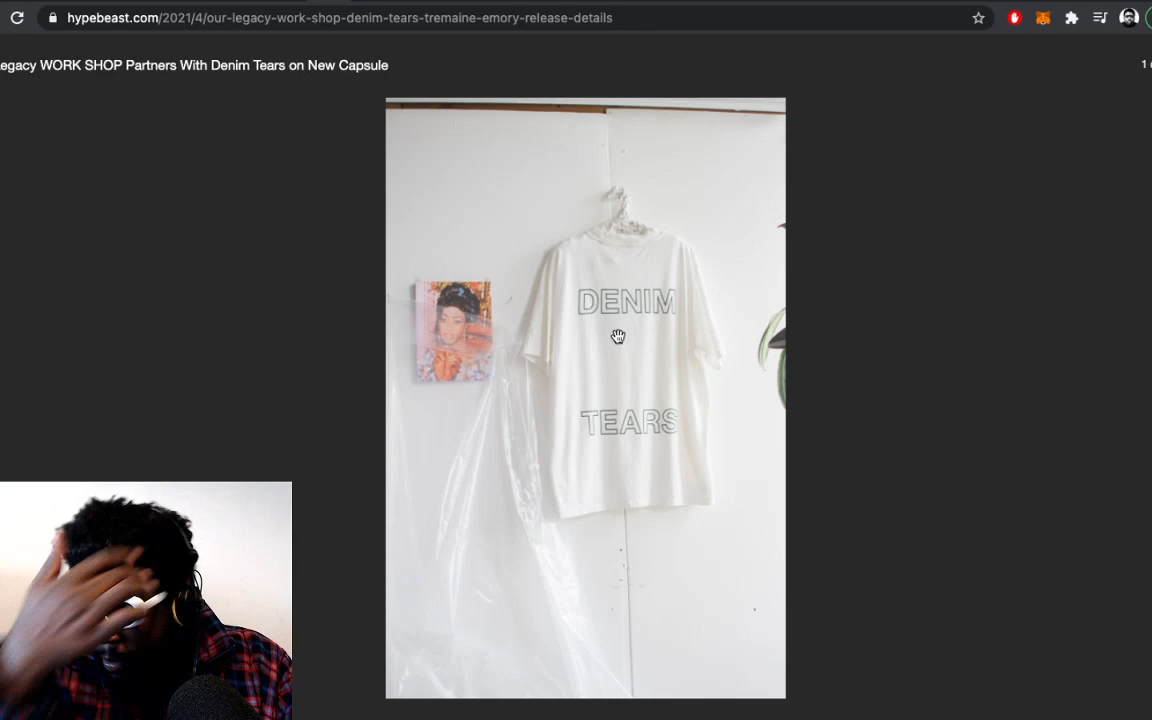 hypebeast.com/2021/4/our-legacy-work-shop-denim-tears-tremaine-emory-release-details
egacy WORK SHOP Partners With Denim Tears on New Capsule
1
DENIM
TEARS